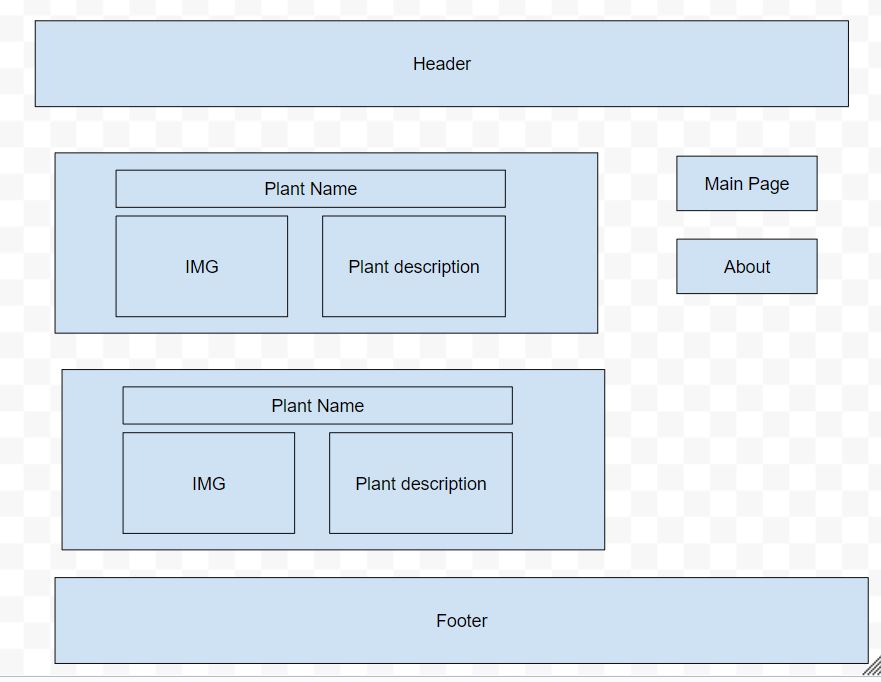 Header
Plant Name
IMG
Plant description
Main Page
About
Plant Name
IMG
Plant description
Footer